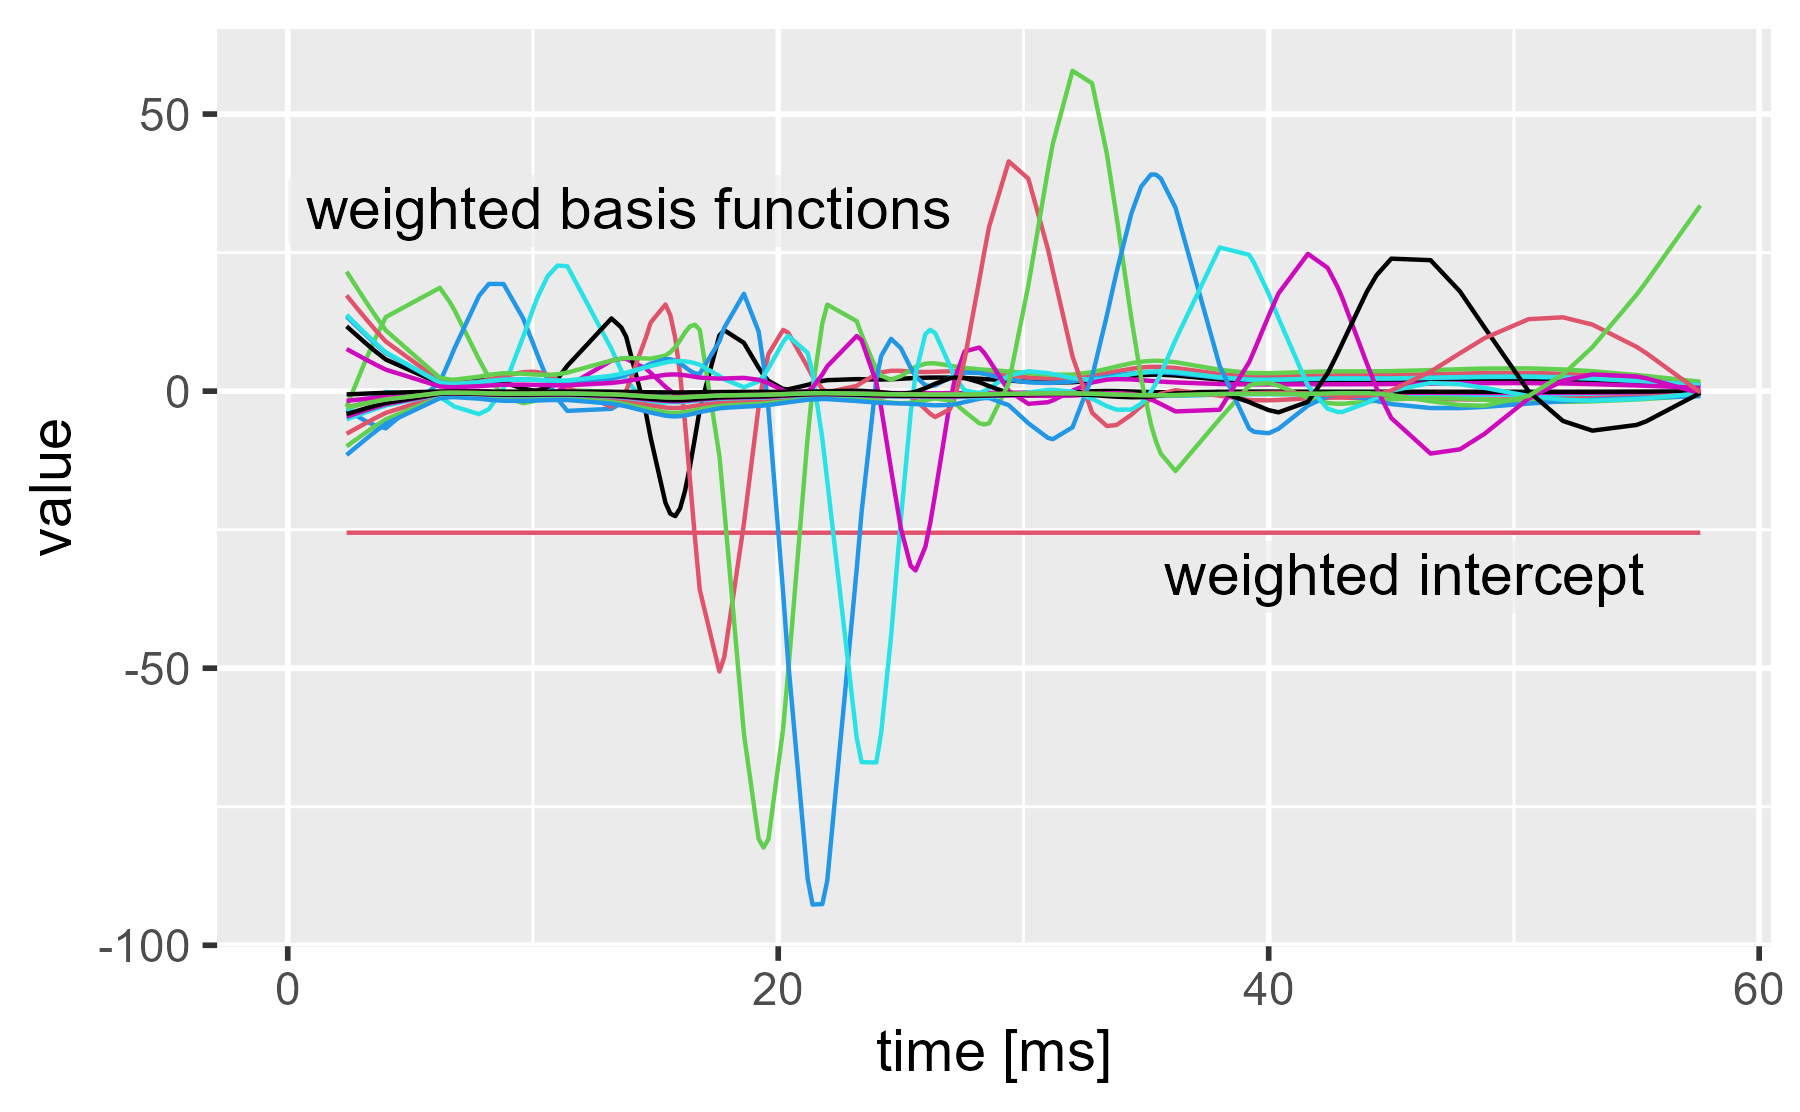 50
0
-50
-100
weighted basis functions
weighted intercept
value
0 20 40 60
time [ms]